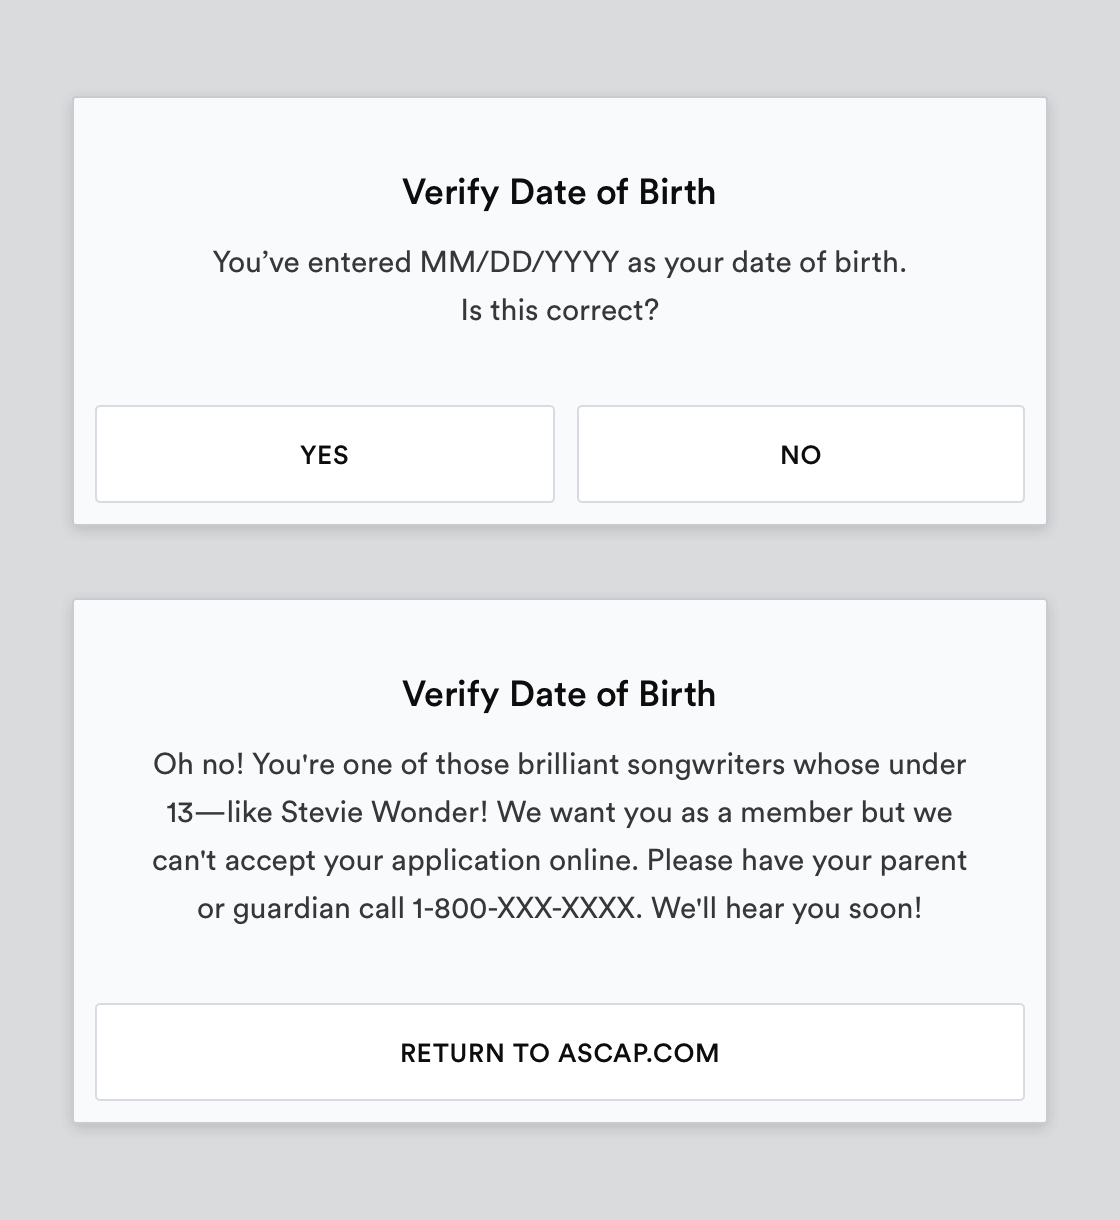 Verify Date of Birth
You’ve entered MM/DD/YYYY as your date of birth.
Is this correct?
YES
NO
Verify Date of Birth
Oh no! You're one of those brilliant songwriters whose under
13—like Stevie Wonder! We want you as a member but we
can't accept your application online. Please have your parent
or guardian call 1-800-XXX-XXXX. We'll hear you soon!
RETURN TO ASCAP.COM